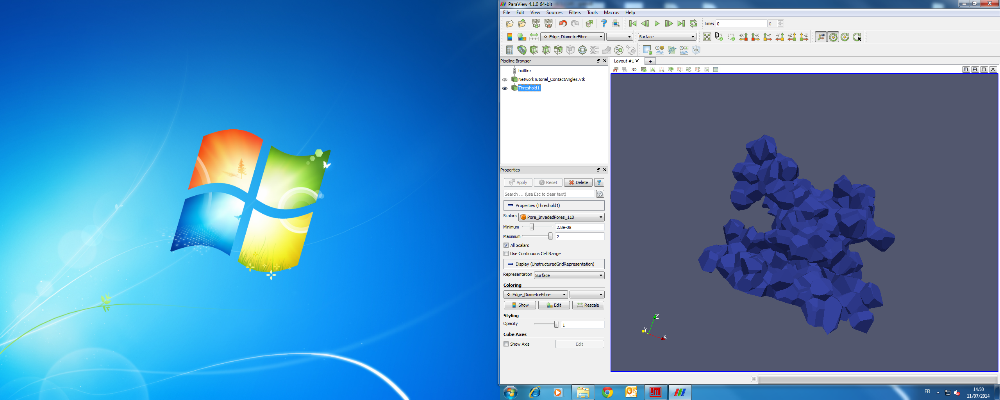 ParaView 4.1.0 64-bit
File Edit View Sources Filters Tools Macros Help
Time: 0 0
Edge_DiametreFibre Surface
D +X -X +Y -Y +Z -Z
Pipeline Browser
builtin:
NetworkTutorial_ContactAngles.vtk
Threshold1
Properties
Apply Reset Delete ?
Search ... (use Esc to clear text)
Properties (Threshold1)
Scalars Pore_InvadedPores_110
Minimum 2.8e-08
Maximum 2
All Scalars
Use Continuous Cell Range
Display (UnstructuredGridRepresentation)
Representation Surface
Coloring
Edge_DiametreFibre
Show Edit Rescale
Styling
Opacity 1
Cube Axes
Show Axis Edit
Layout #1 +
3D
Z
Y
X
FR
14:50
11/07/2014